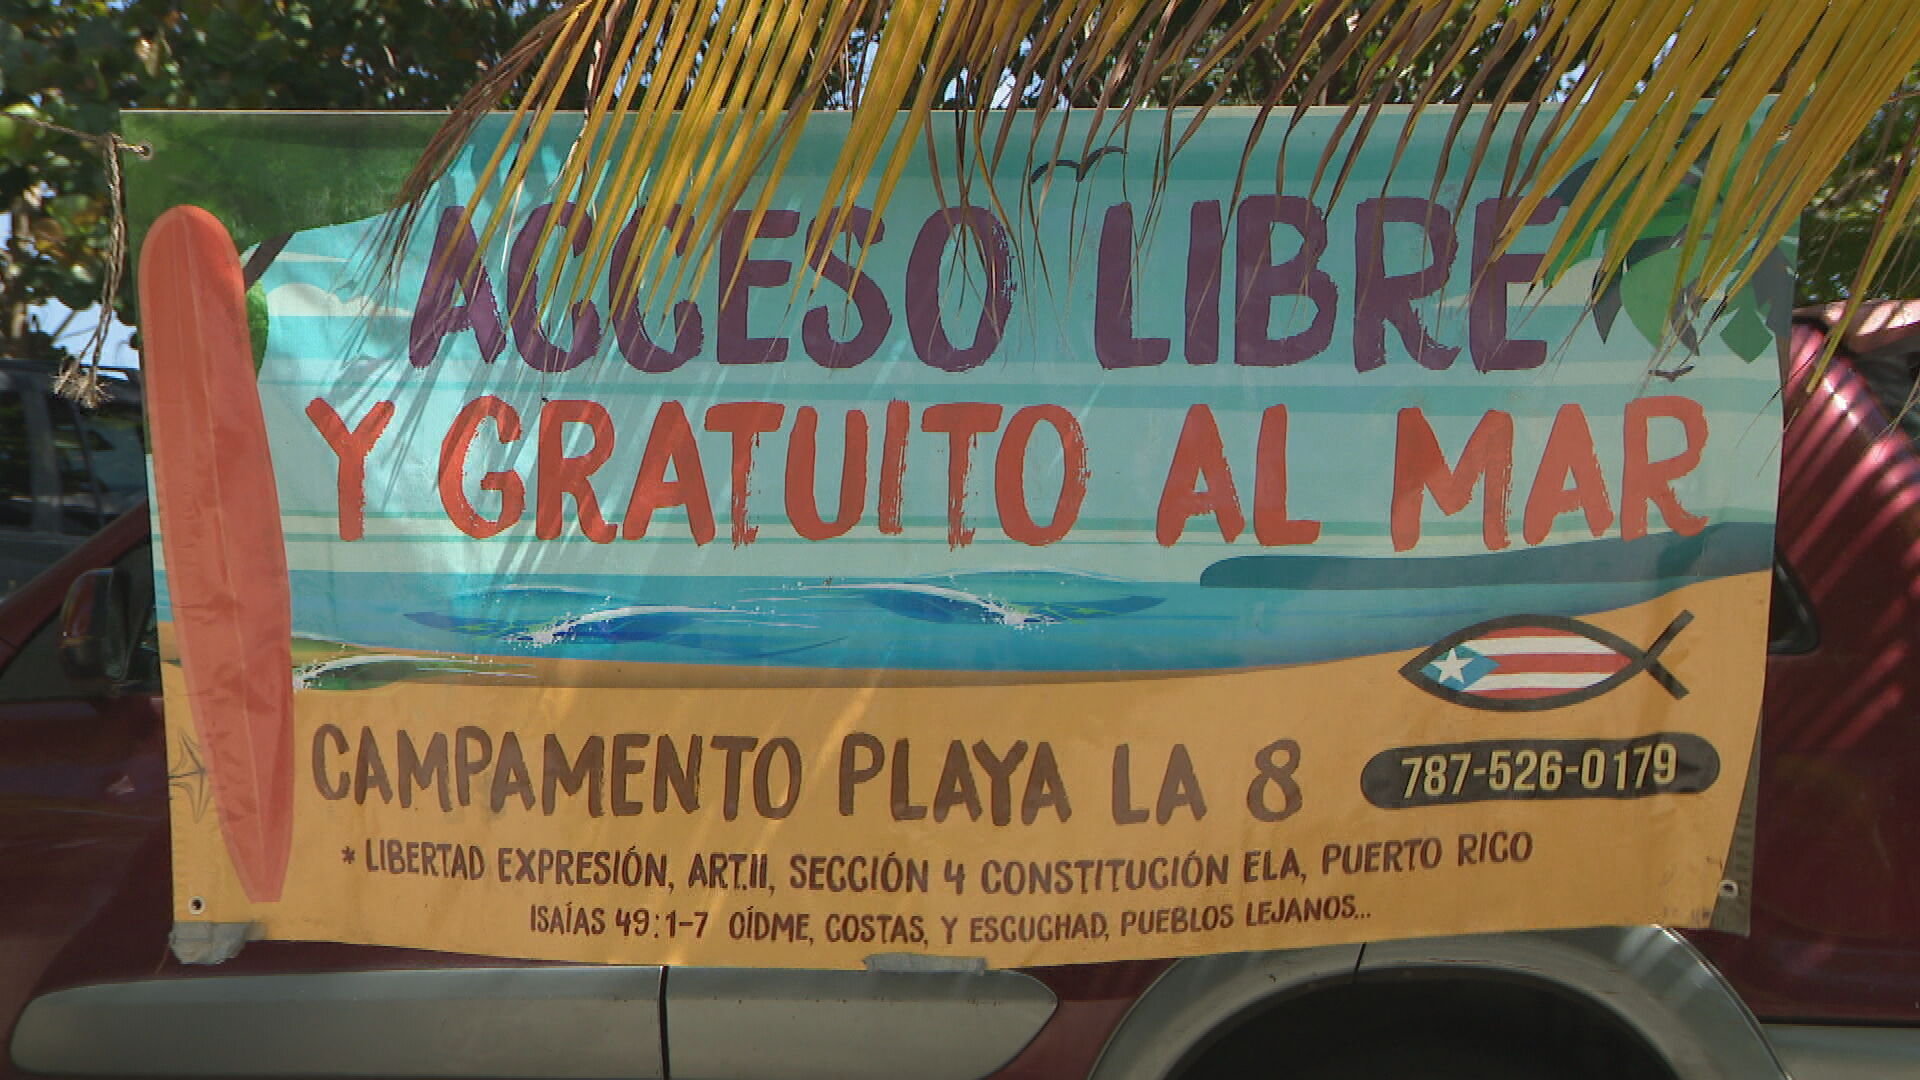 ACCESO LIBRE
Y GRATUITO AL MAR
CAMPAMENTO PLAYA LA 8
787-526-0179
* LIBERTAD EXPRESIÓN, ART.II, SECCIÓN 4 CONSTITUCIÓN ELA, PUERTO RICO
ISAÍAS 49:1-7 OÍDME, COSTAS, Y ESCUCHAD, PUEBLOS LEJANOS...